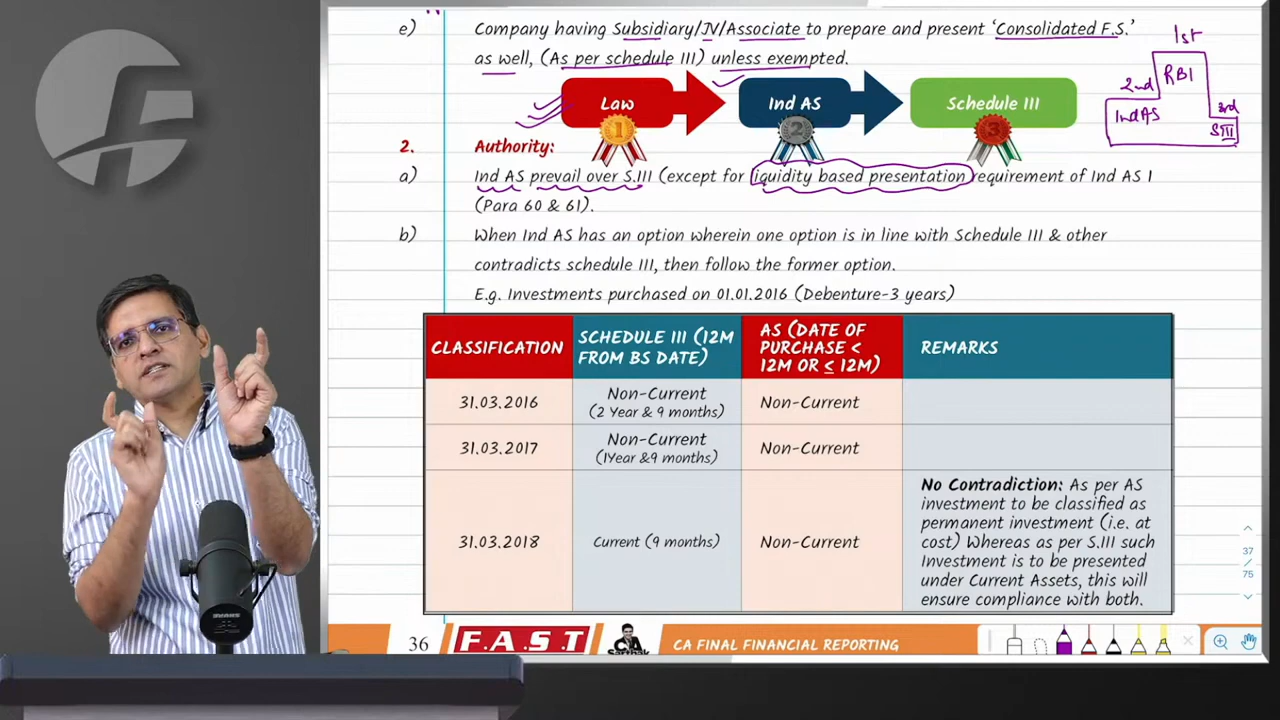 e) Company having Subsidiary/JV/Associate to prepare and present ‘Consolidated F.S.’
as well, (As per schedule III) unless exempted.
1st
2nd RBI
Ind AS 3rd
S III
Law Ind AS Schedule III
1 2 3
2. Authority:
a) Ind AS prevail over S.III (except for liquidity based presentation requirement of Ind AS 1
(Para 60 & 61).
b) When Ind AS has an option wherein one option is in line with Schedule III & other
contradicts schedule III, then follow the former option.
E.g. Investments purchased on 01.01.2016 (Debenture-3 years)
CLASSIFICATION
SCHEDULE III (12M
FROM BS DATE)
AS (DATE OF
PURCHASE <
12M OR ≤ 12M)
REMARKS
31.03.2016
Non-Current
(2 Year & 9 months)
Non-Current
31.03.2017
Non-Current
(1Year &9 months)
Non-Current
31.03.2018
Current (9 months)
Non-Current
No Contradiction: As per AS
investment to be classified as
permanent investment (i.e. at
cost) Whereas as per S.III such
Investment is to be presented
under Current Assets, this will
ensure compliance with both.
37
/
75
36 F.A.S.T CA Sarthak CA FINAL FINANCIAL REPORTING